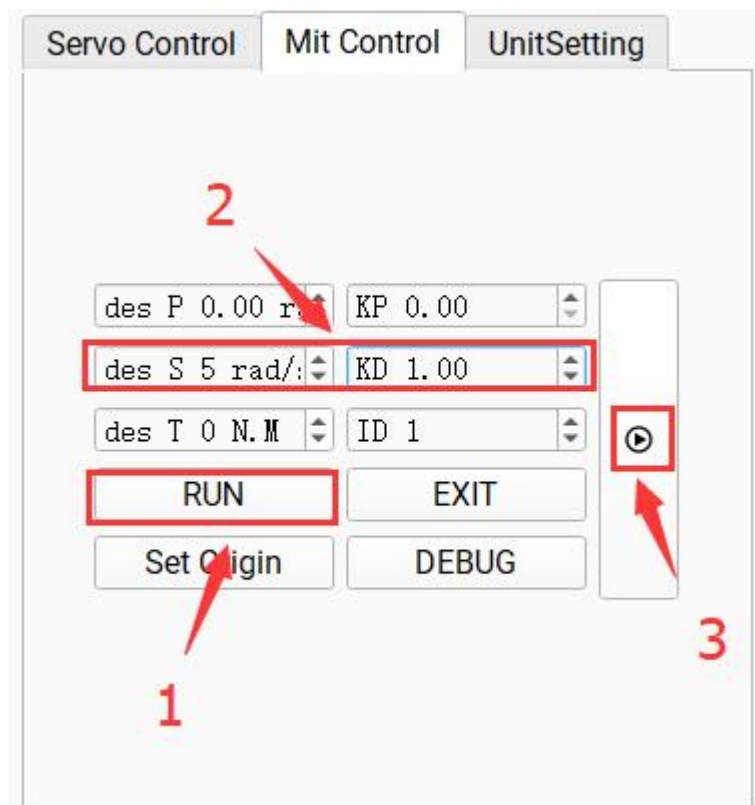 Servo Control Mit Control UnitSetting
2
des P 0.00 r KP 0.00
des S 5 rad/ KD 1.00
des T 0 N.M ID 1
RUN EXIT
Set Origin DEBUG
3
1